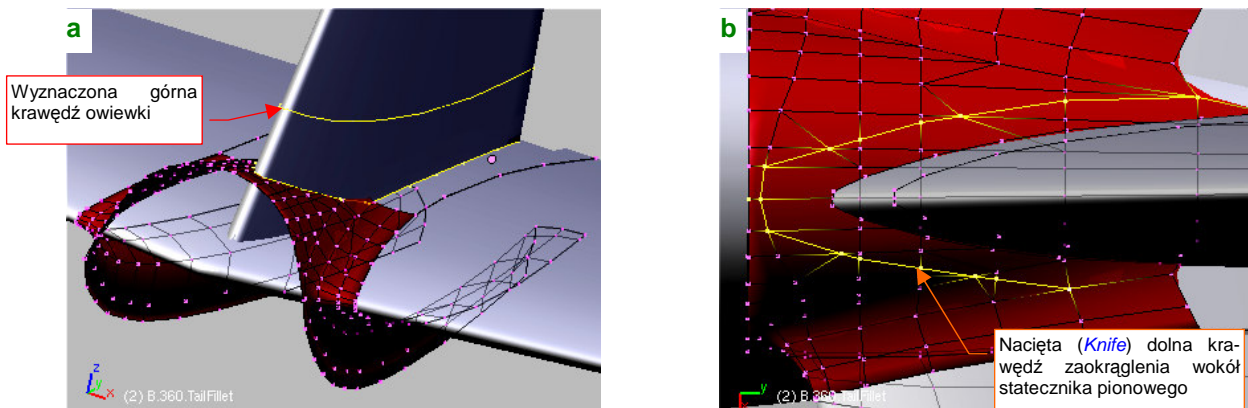 a
Wyznaczona górna
krawędź owiewki
z
y
x
(2) B.360.TailFillet
b
Nacięta (Knife) dolna kra-
wędź zaokrąglenia wokół
statecznika pionowego
y
x
(2) B.360.TailFillet